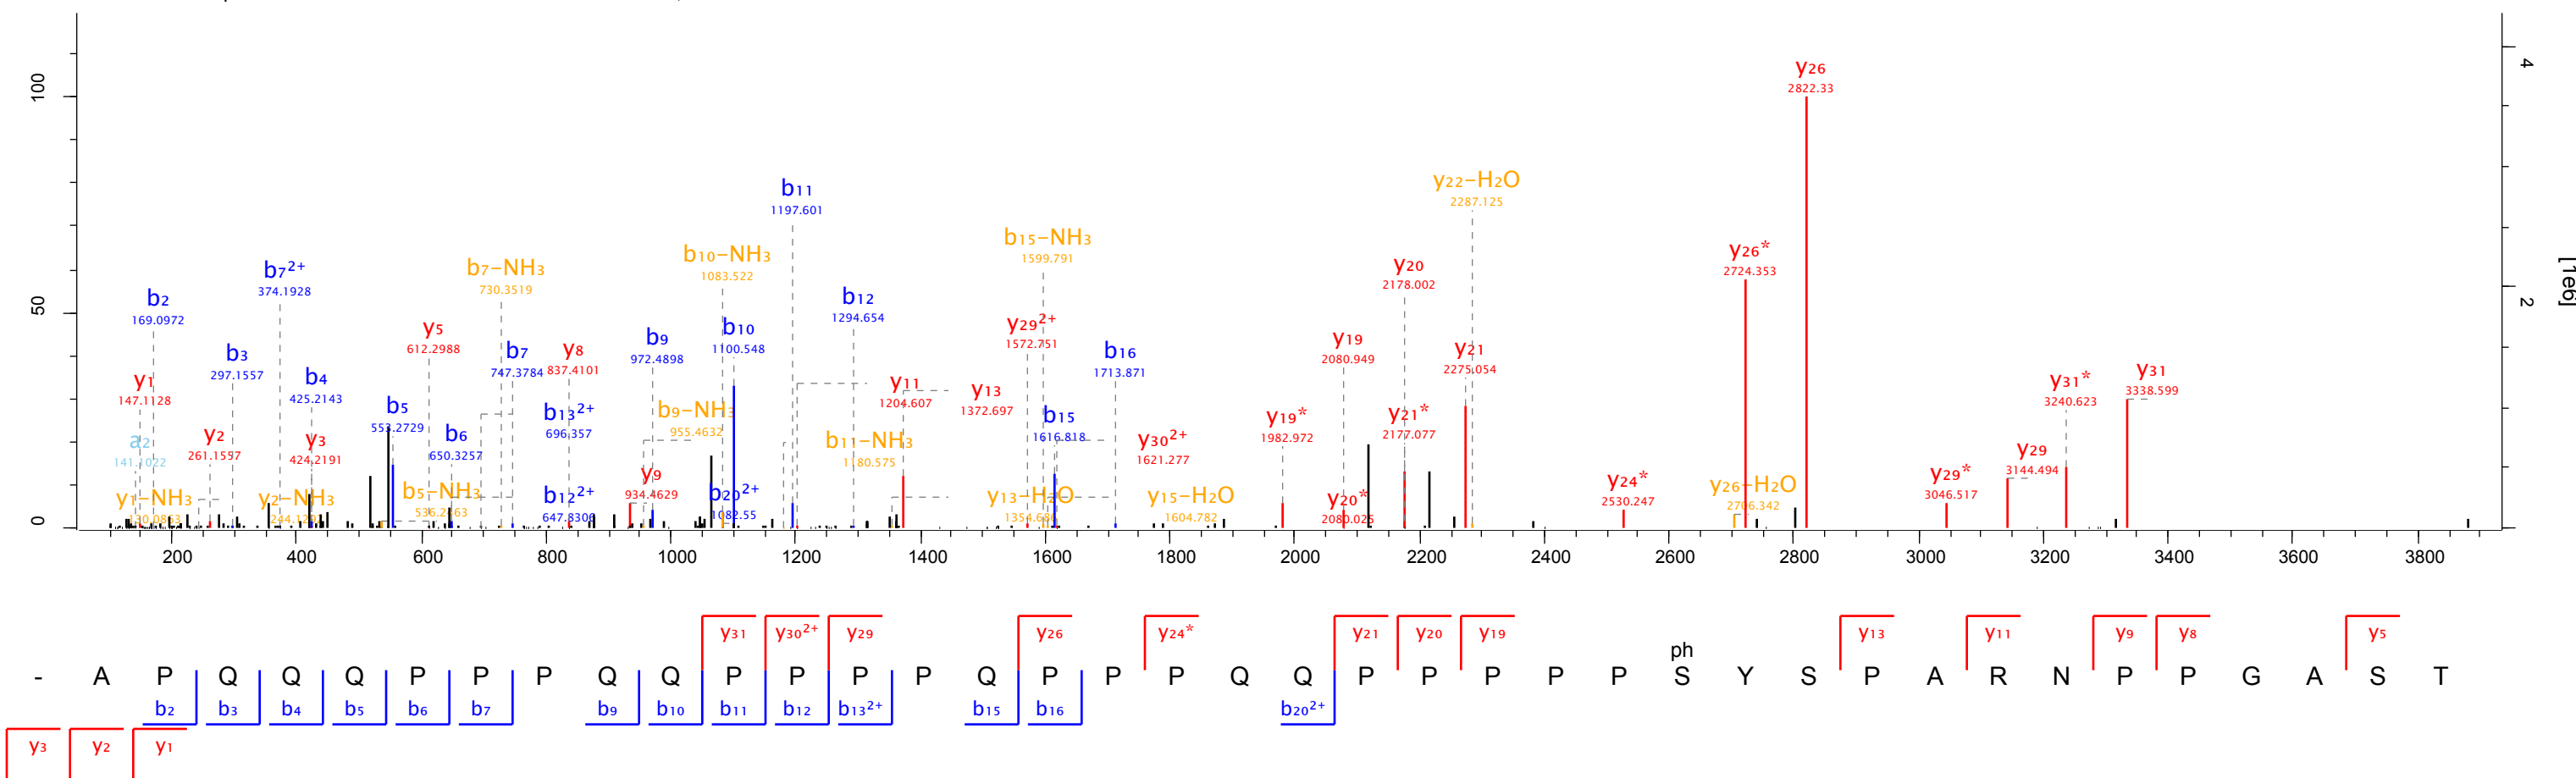 y26
2822.33
4
100
y22–H2O
2287.125
b11
1197.601
b15–NH3
1599.791
b10–NH3
1083.522
y26*
2724.353
b7–NH3
730.3519
b7 2+
374.1928
y20
2178.002
[1e6]
b2
169.0972
b12
1294.654
2
50
y5
612.2988
b10
1100.548
y29 2+
1572.751
y19
2080.949
b3
297.1557
b7
747.3784
y8
837.4101
b9
972.4898
b16
1713.871
y21
2275.054
y1
147.1128
b4
425.2143
y11
1204.607
y13
1372.697
y31*
3240.623
y31
3338.599
b5
553.2729
b13 2+
696.357
b9–NH3
955.4632
b15
1616.818
y19*
1982.972
y21*
2177.077
a2
141.1022
y2
261.1557
y3
424.2191
b6
650.3257
b11–NH3
1180.575
y30 2+
1621.277
y29
3144.494
y9
934.4629
y24*
2530.247
y29*
3046.517
y1–NH3
y2–NH3
b5–NH3
536.2463
b12 2+
b20 2+
1082.55
y13–H2O
y15–H2O
1604.782
y20*
2080.025
y26–H2O
2706.342
0
200 400 600 800 1000 1200 1400 1600 1800 2000 2200 2400 2600 2800 3000 3200 3400 3600 3800
y31 y30 2+ y29 y26 y24* y21 y20 y19 y13 y11 y9 y8 y5
ph
- A P Q Q Q P P P Q Q P P P P Q P P P Q Q P P P P P S Y S P A R N P P G A S T
b2 b3 b4 b5 b6 b7 b9 b10 b11 b12 b13 2+ b15 b16 b20 2+
y3 y2 y1